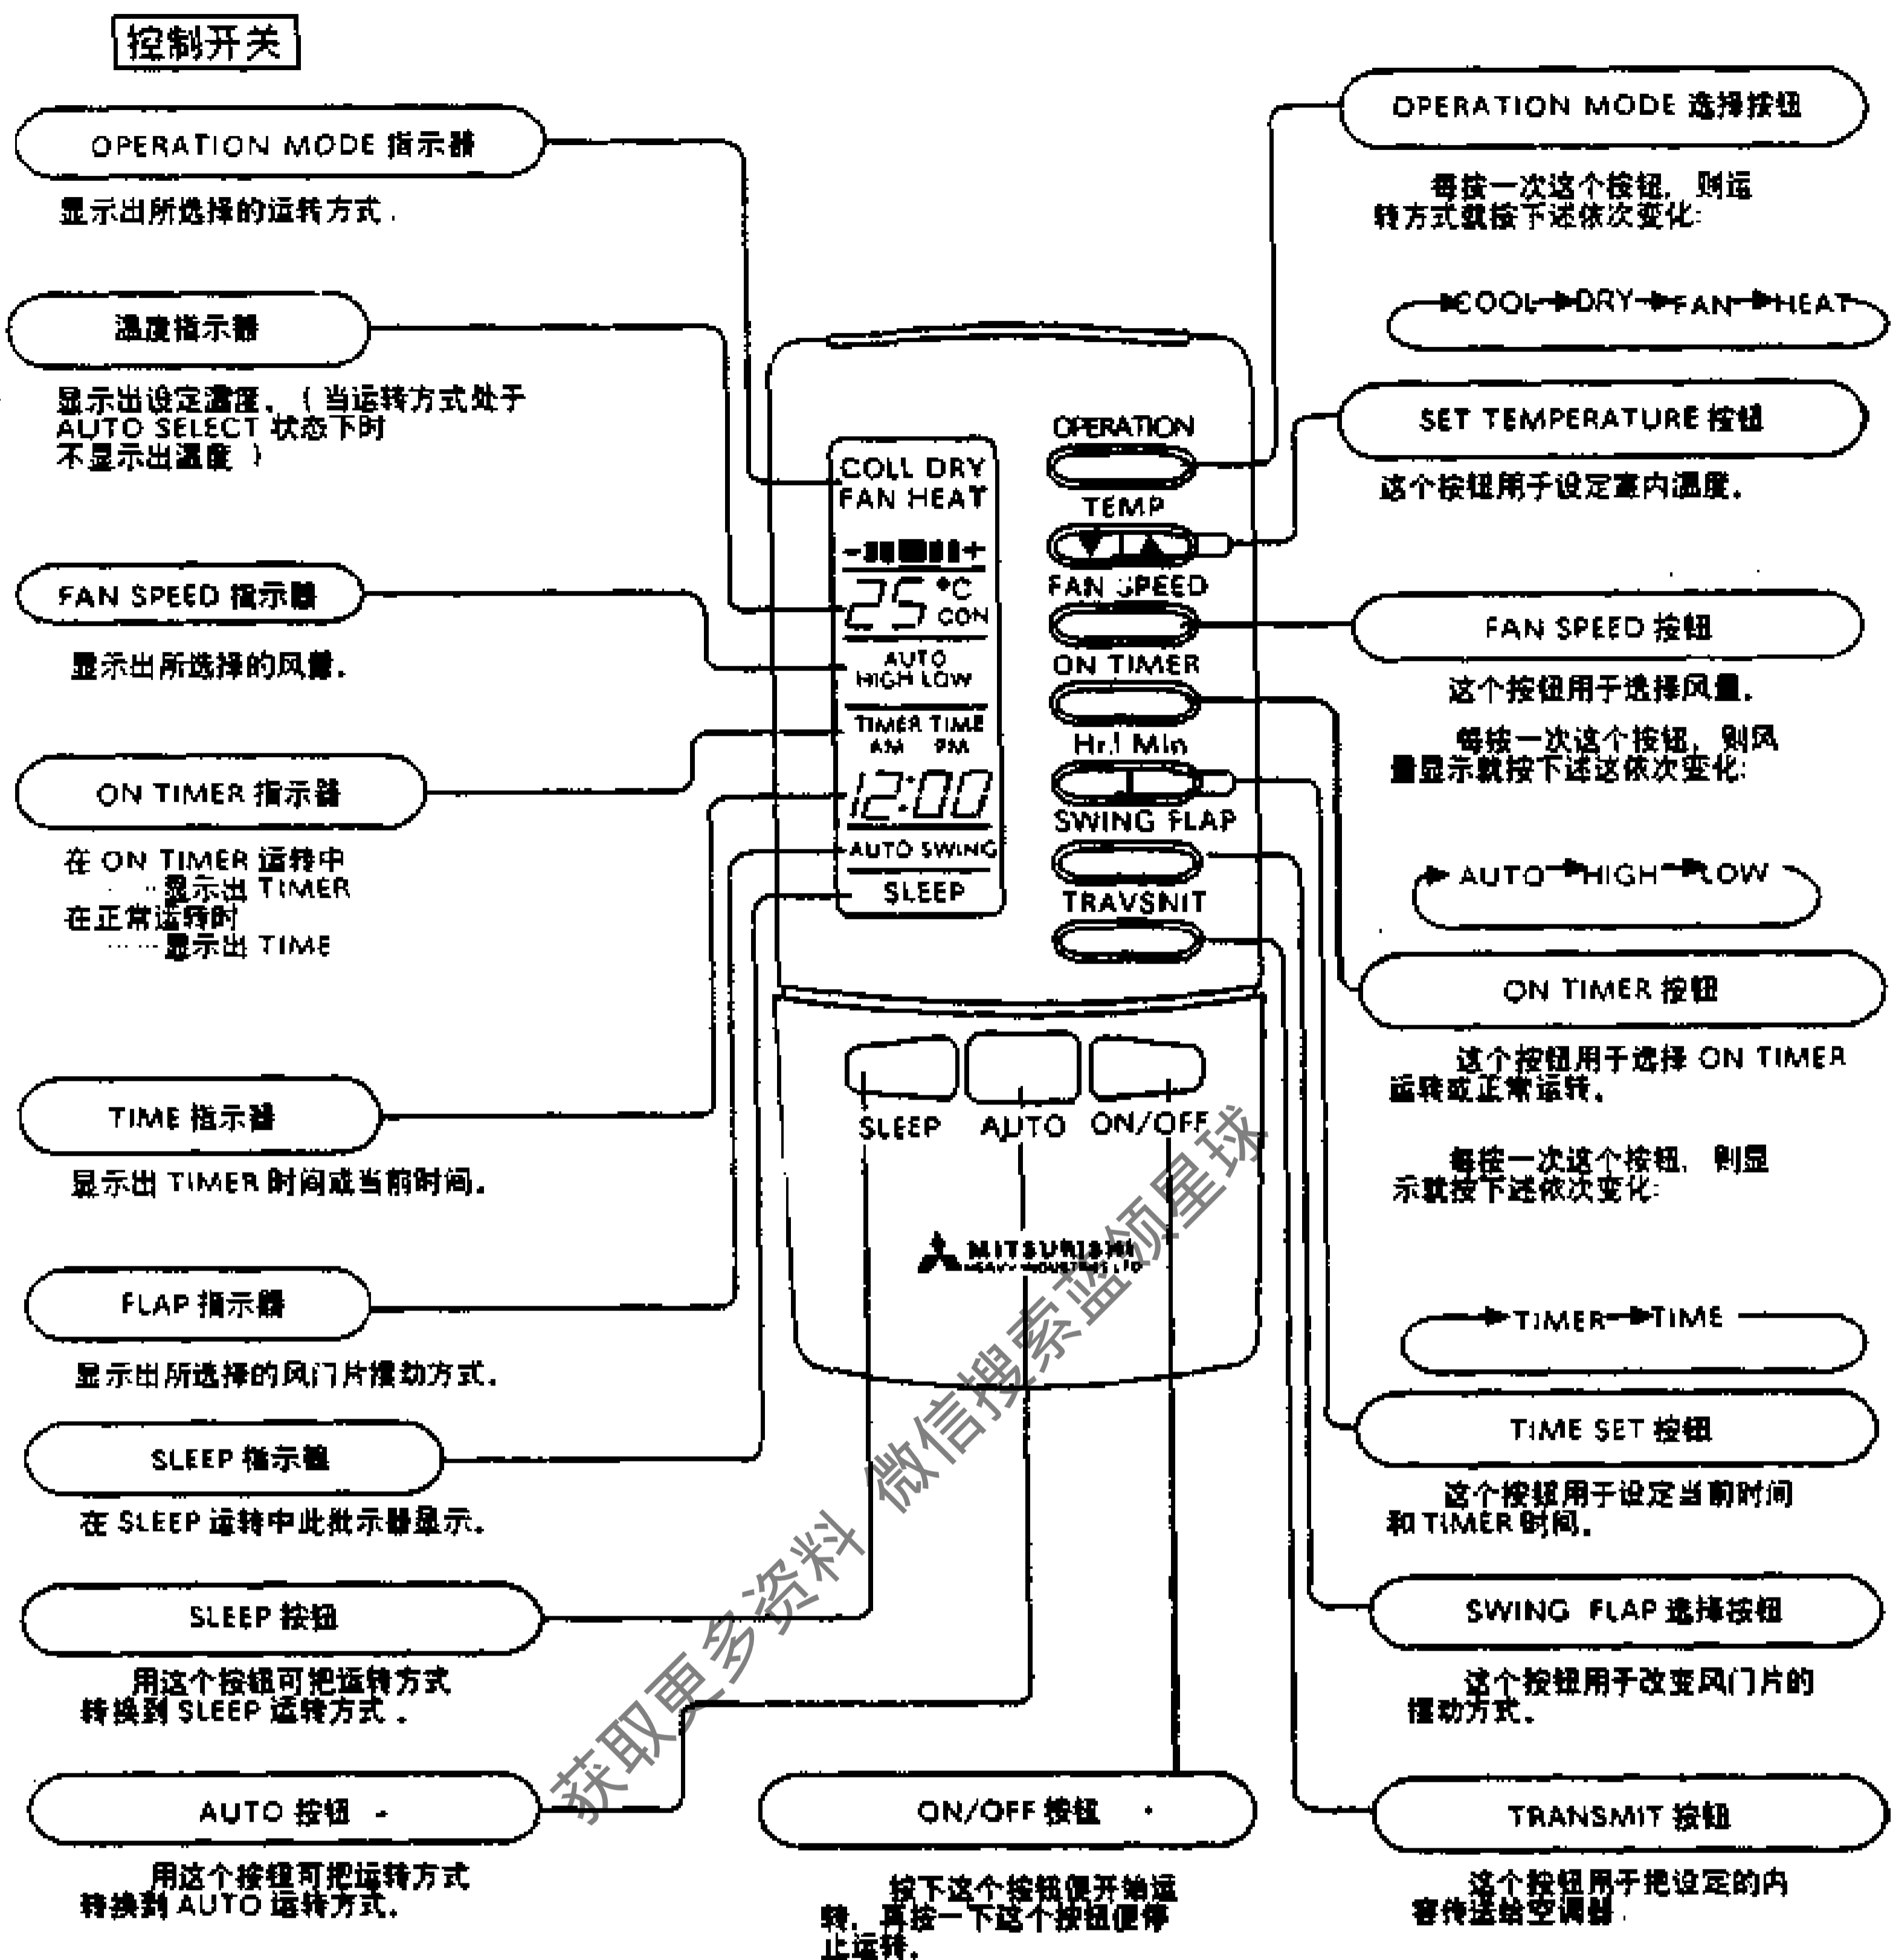 控制开关
OPERATION MODE 指示器
显示出所选择的运转方式.
温度指示器
显示出设定温度.（当运转方式处于
AUTO SELECT 状态下时
不显示出温度）
FAN SPEED 指示器
显示出所选择的风量.
ON TIMER 指示器
在 ON TIMER 运转中
……显示出 TIMER
在正常运转时
……显示出 TIME
TIME 指示器
显示出 TIMER 时间或当前时间.
FLAP 指示器
显示出所选择的风门片摆动方式.
SLEEP 指示器
在 SLEEP 运转中此批示器显示.
SLEEP 按钮
用这个按钮可把运转方式
转换到 SLEEP 运转方式.
AUTO 按钮
用这个按钮可把运转方式
转换到 AUTO 运转方式.
COLL DRY
FAN HEAT
- +
25 °C
CON
AUTO
HIGH LOW
TIMER TIME
AM PM
12:00
AUTO SWING
SLEEP
OPERATION
TEMP
FAN SPEED
ON TIMER
Hr.| Min
SWING FLAP
TRAVSNIT
SLEEP AUTO ON/OFF
MITSUBISHI
HEAVY INDUSTRIES LTD
ON/OFF 按钮
按下这个按钮便开始运
转, 再按一下这个按钮便停
止运转.
OPERATION MODE 选择按钮
每按一次这个按钮, 则运
转方式就按下述依次变化:
COOL DRY FAN HEAT
SET TEMPERATURE 按钮
这个按钮用于设定室内温度.
FAN SPEED 按钮
这个按钮用于选择风量.
每按一次这个按钮, 则风
量显示就按下述这依次变化:
AUTO HIGH LOW
ON TIMER 按钮
这个按钮用于选择 ON TIMER
运转或正常运转.
每按一次这个按钮, 则显
示就按下述依次变化:
TIMER TIME
TIME SET 按钮
这个按钮用于设定当前时间
和 TIMER 时间.
SWING FLAP 选择按钮
这个按钮用于改变风门片的
摆动方式.
TRANSMIT 按钮
这个按钮用于把设定的内
容传送给空调器.
获取更多资料 微信搜索蓝领星球